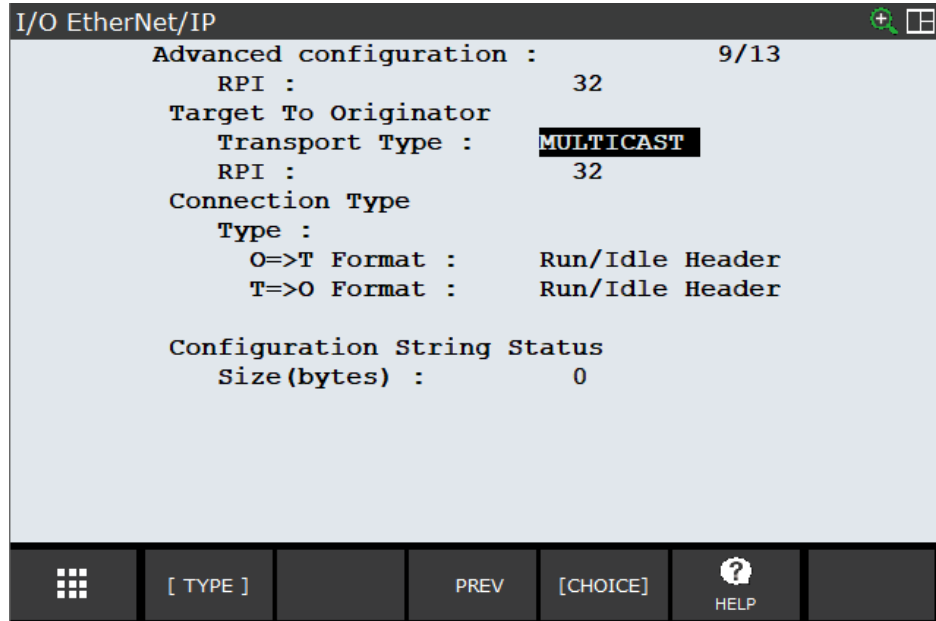 I/O EtherNet/IP
Advanced configuration : 9/13
RPI : 32
Target To Originator
Transport Type : MULTICAST
RPI : 32
Connection Type
Type :
O=>T Format : Run/Idle Header
T=>O Format : Run/Idle Header
Configuration String Status
Size(bytes) : 0
[ TYPE ] PREV [CHOICE] ? HELP